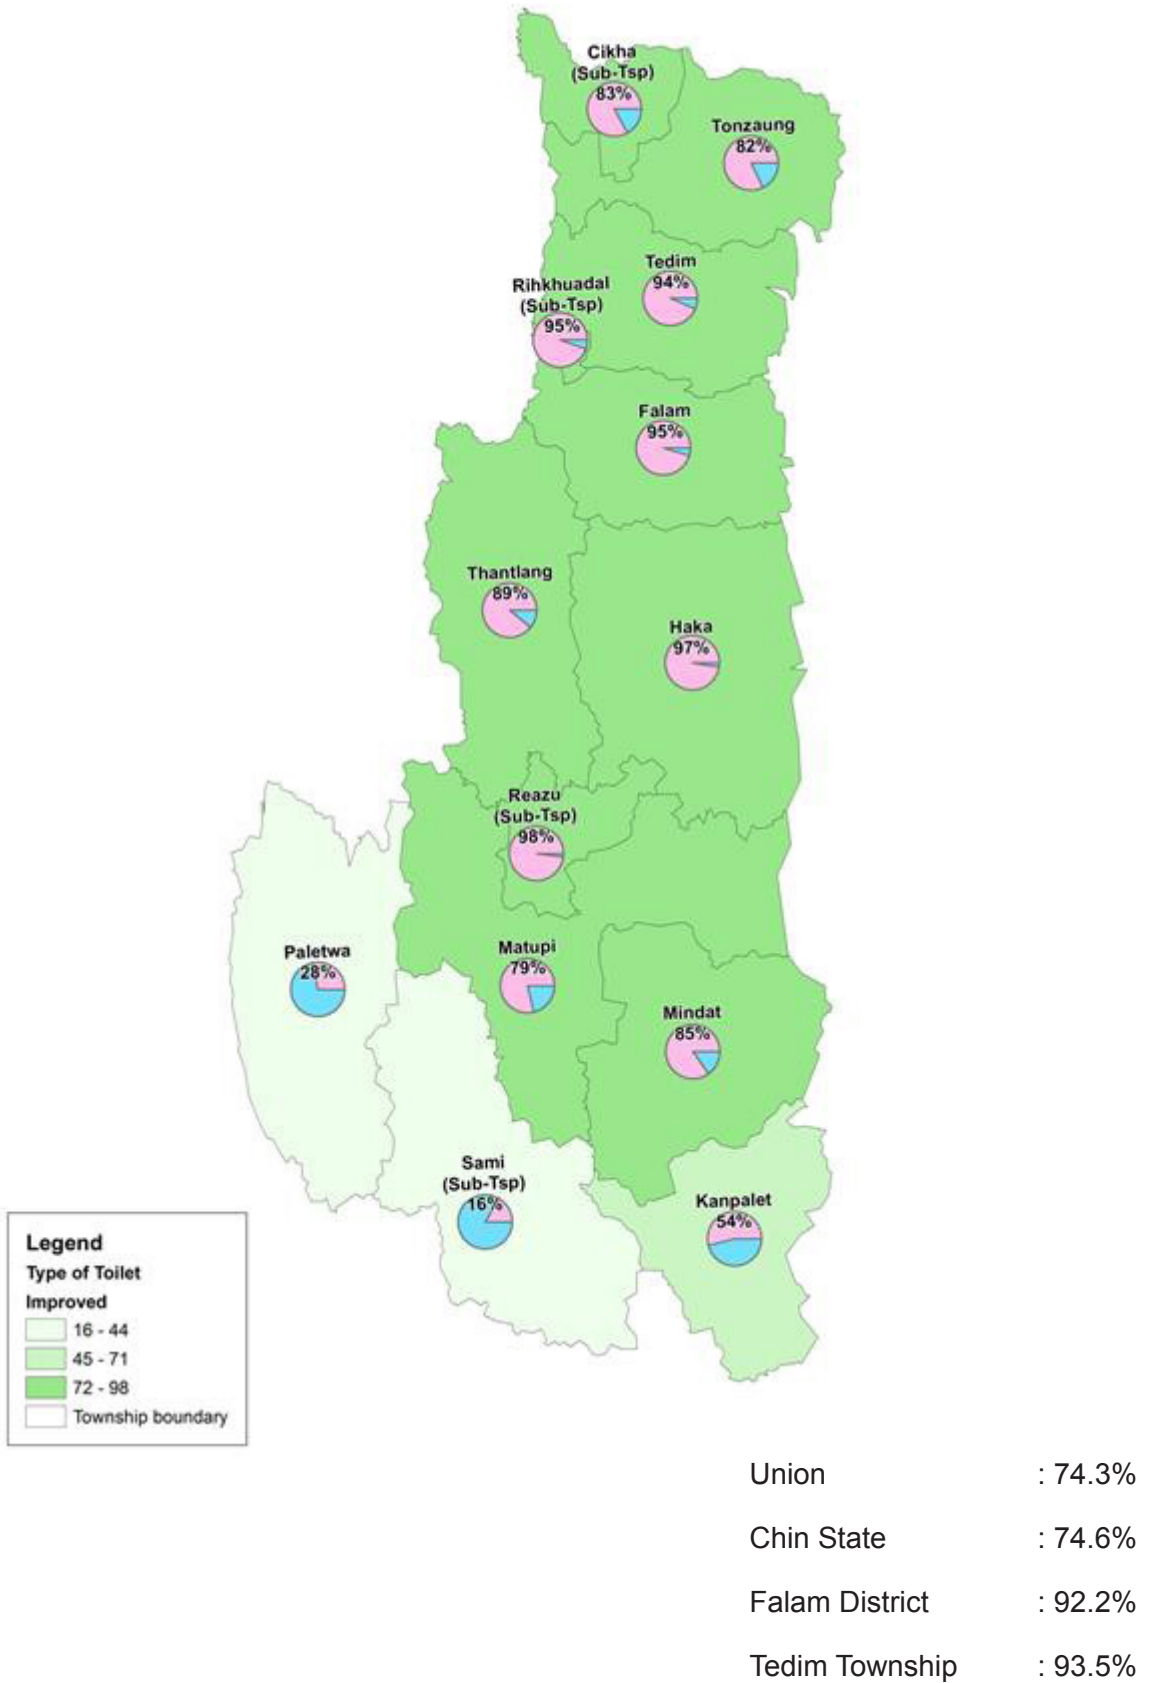 Cikha
(Sub-Tsp)
83%
Tonzaung
82%
Tedim
94%
Rihkhuadal
(Sub-Tsp)
95%
Falam
95%
Thantlang
89%
Haka
97%
Reazu
(Sub-Tsp)
98%
Paletwa
28%
Matupi
79%
Mindat
85%
Sami
(Sub-Tsp)
16%
Kanpalet
54%
Legend
Type of Toilet
Improved
16 - 44
45 - 71
72 - 98
Township boundary
Union : 74.3%
Chin State : 74.6%
Falam District : 92.2%
Tedim Township : 93.5%